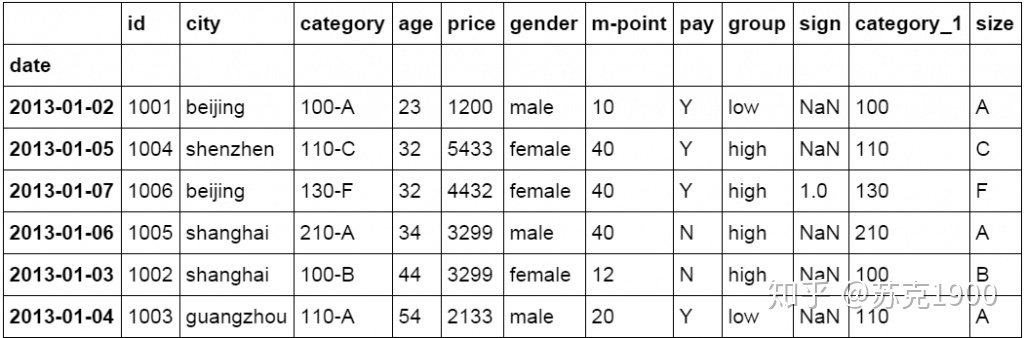 id city category age price gender m-point pay group sign category_1 size
date
2013-01-02 1001 beijing 100-A 23 1200 male 10 Y low NaN 100 A
2013-01-05 1004 shenzhen 110-C 32 5433 female 40 Y high NaN 110 C
2013-01-07 1006 beijing 130-F 32 4432 female 40 Y high 1.0 130 F
2013-01-06 1005 shanghai 210-A 34 3299 male 40 N high NaN 210 A
2013-01-03 1002 shanghai 100-B 44 3299 female 12 N high NaN 100 B
知乎 @苏克1900
2013-01-04 1003 guangzhou 110-A 54 2133 male 20 Y low NaN 110 A